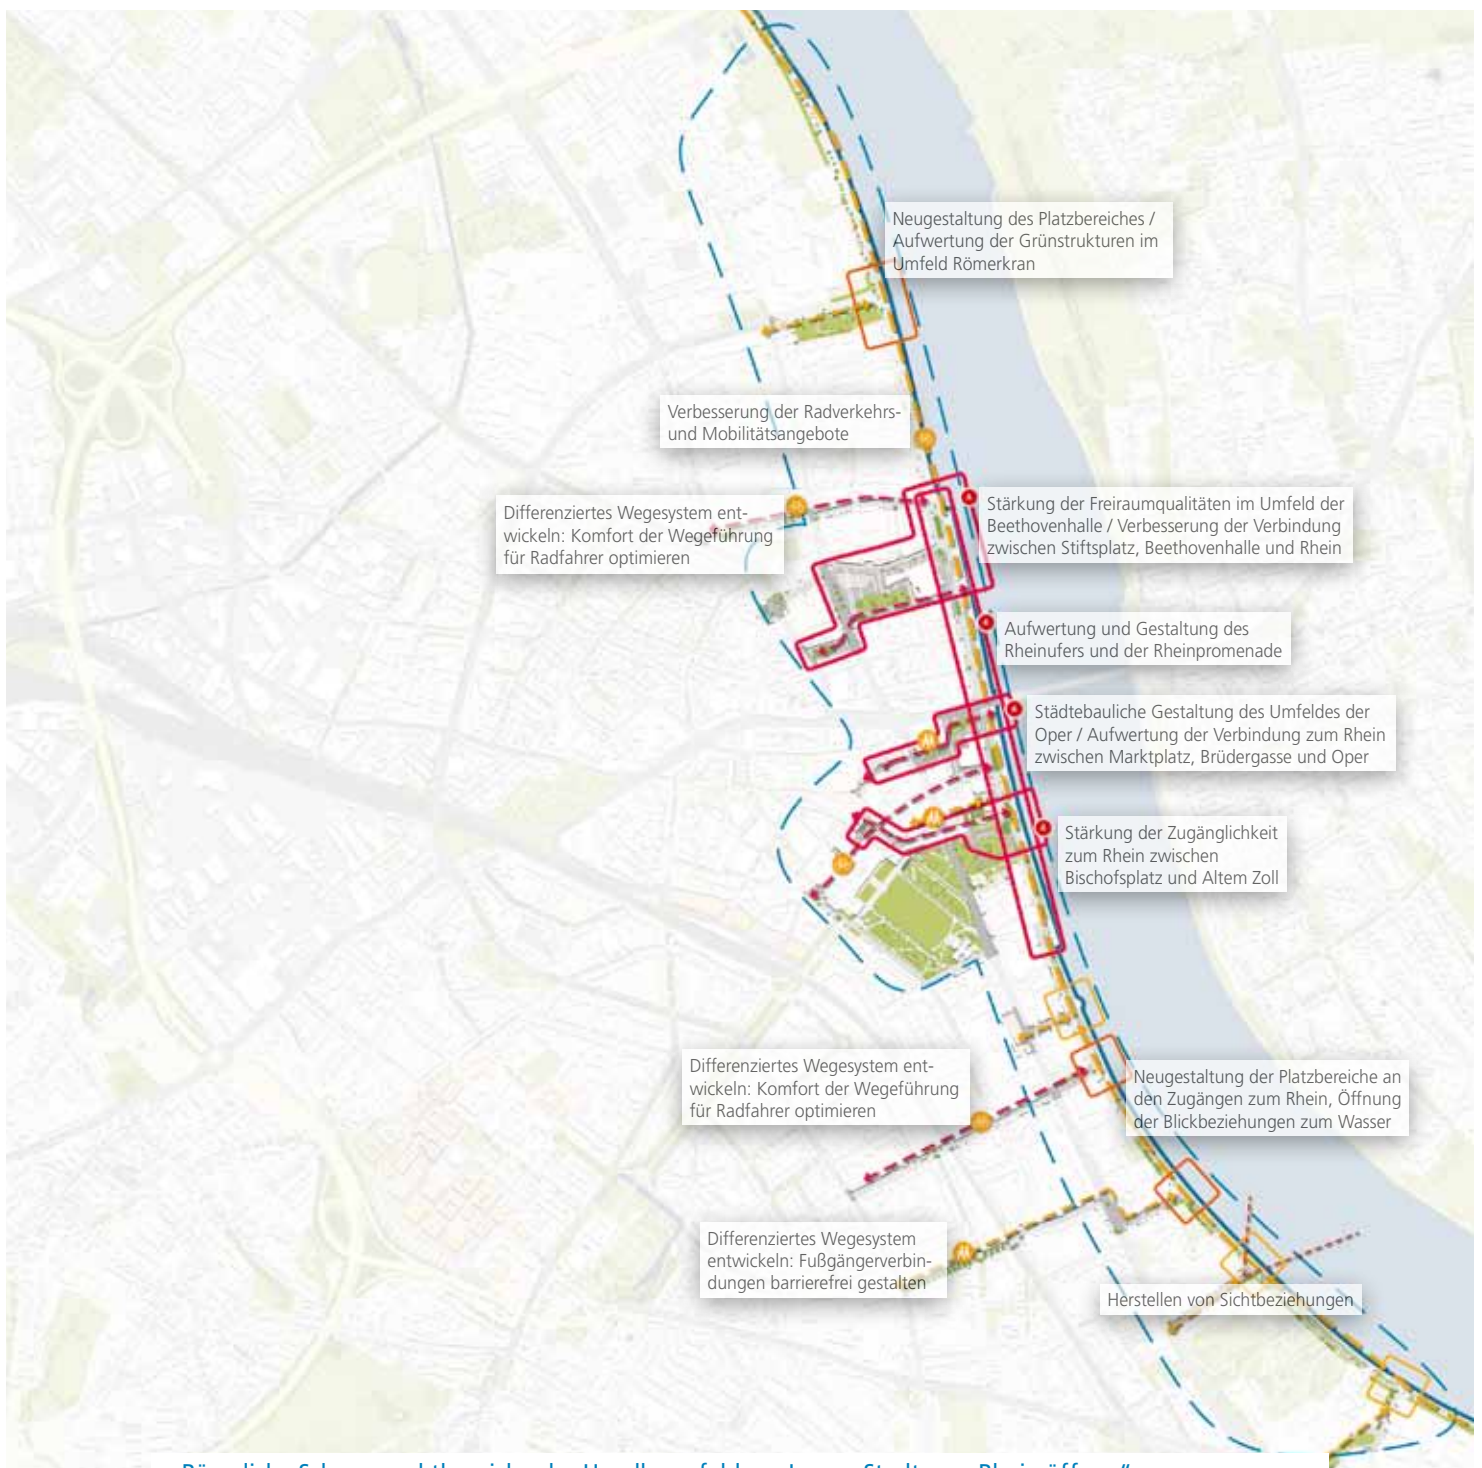 Neugestaltung des Platzbereiches /
Aufwertung der Grünstrukturen im
Umfeld Römerkran
Verbesserung der Radverkehrs-
und Mobilitätsangebote
Differenziertes Wegesystem ent-
wickeln: Komfort der Wegeführung
für Radfahrer optimieren
Stärkung der Freiraumqualitäten im Umfeld der
Beethovenhalle / Verbesserung der Verbindung
zwischen Stiftsplatz, Beethovenhalle und Rhein
Aufwertung und Gestaltung des
Rheinufers und der Rheinpromenade
Städtebauliche Gestaltung des Umfeldes der
Oper / Aufwertung der Verbindung zum Rhein
zwischen Marktplatz, Brüdergasse und Oper
Stärkung der Zugänglichkeit
zum Rhein zwischen
Bischofsplatz und Altem Zoll
Differenziertes Wegesystem ent-
wickeln: Komfort der Wegeführung
für Radfahrer optimieren
Neugestaltung der Platzbereiche an
den Zugängen zum Rhein, Öffnung
der Blickbeziehungen zum Wasser
Differenziertes Wegesystem
entwickeln: Fußgängerverbin-
dungen barrierefrei gestalten
Herstellen von Sichtbeziehungen